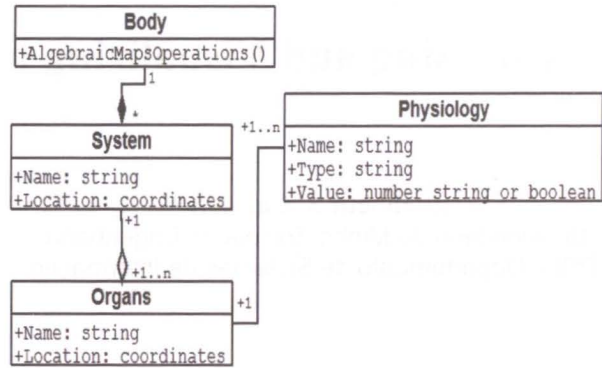 Body
+AlgebraicMapsOperations()
1
*
System
+Name: string
+Location: coordinates
+1
+1..n
Organs
+Name: string
+Location: coordinates
+1
+1..n
Physiology
+Name: string
+Type: string
+Value: number string or boolean